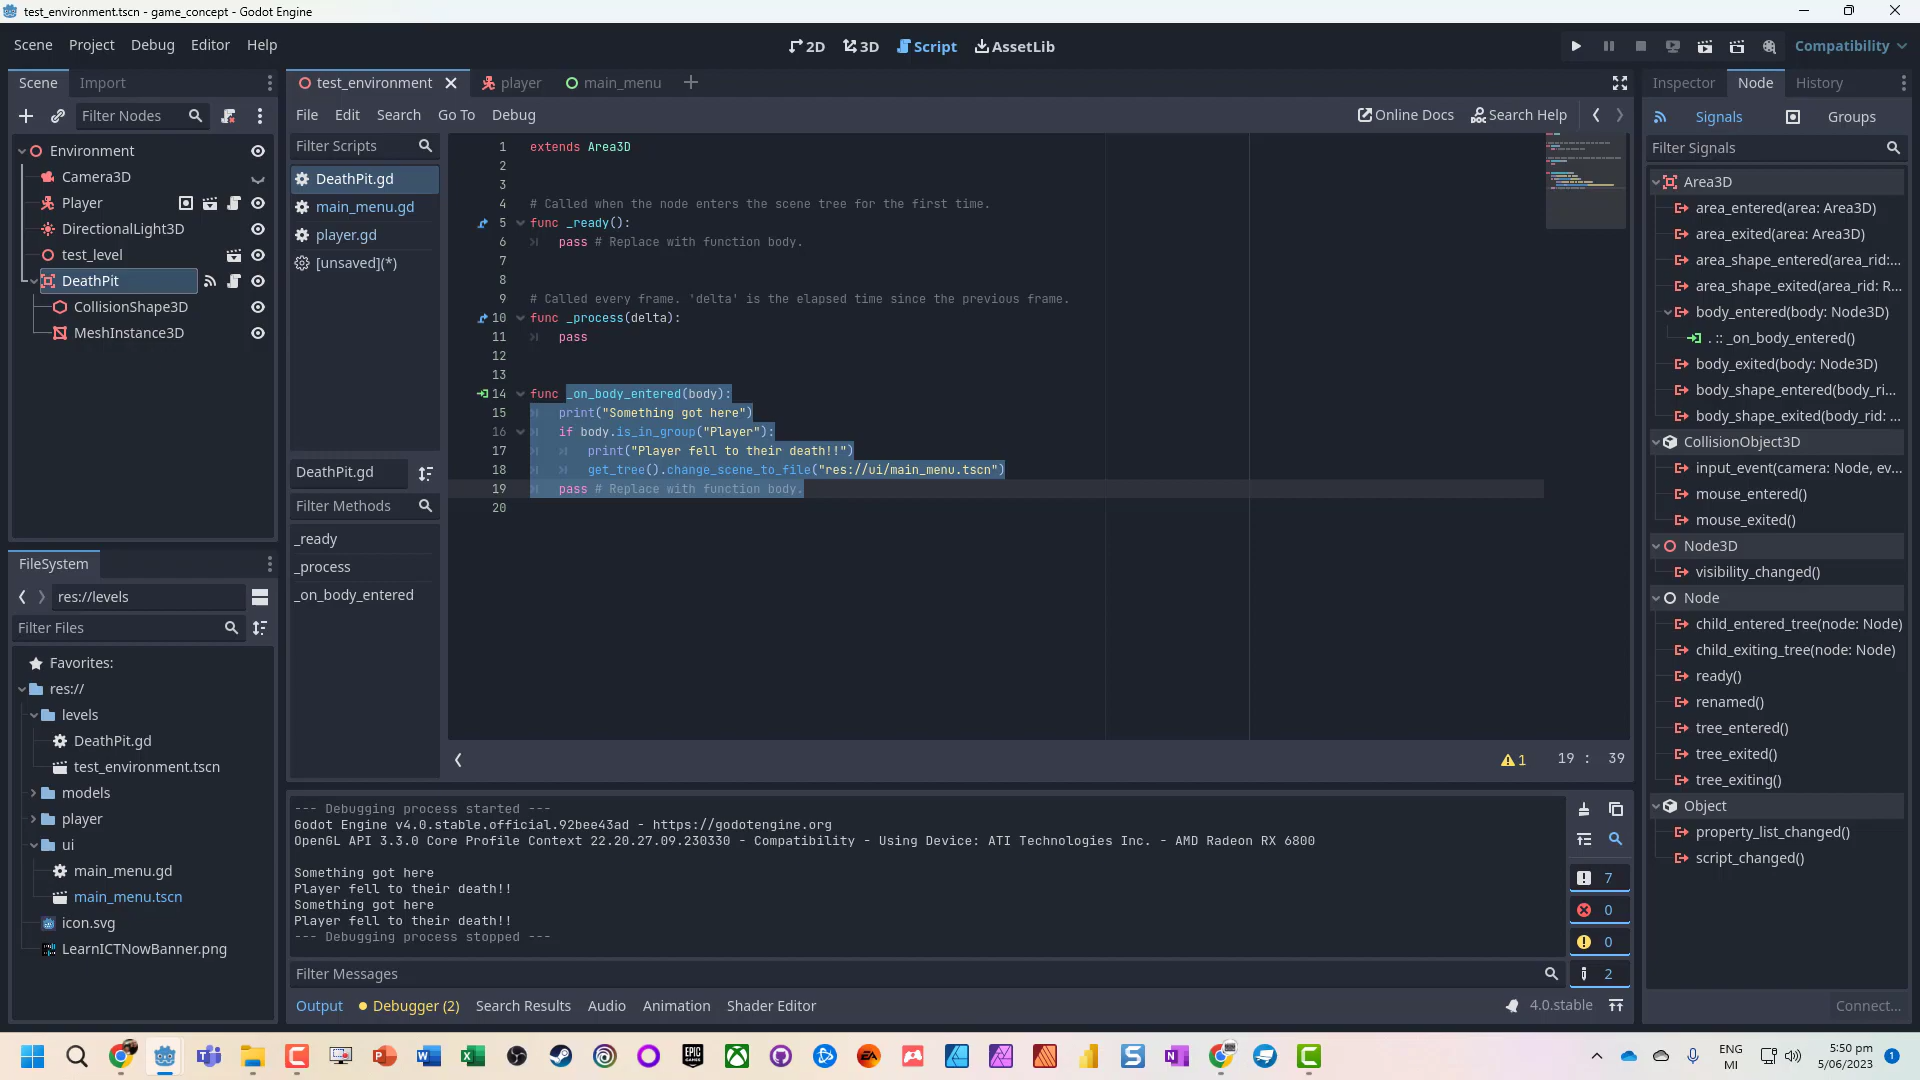 test_environment.tscn - game_concept - Godot Engine
Scene Project Debug Editor Help
2D 3D Script AssetLib
Compatibility
Scene Import
Filter Nodes
Environment
Camera3D
Player
DirectionalLight3D
test_level
DeathPit
CollisionShape3D
MeshInstance3D
FileSystem
res://levels
Filter Files
Favorites:
res://
levels
DeathPit.gd
test_environment.tscn
models
player
ui
main_menu.gd
main_menu.tscn
icon.svg
LearnICTNowBanner.png
test_environment player main_menu
File Edit Search Go To Debug
Online Docs Search Help
Filter Scripts
DeathPit.gd
main_menu.gd
player.gd
[unsaved](*)
DeathPit.gd
Filter Methods
_ready
_process
_on_body_entered
1 extends Area3D
2
3
4 # Called when the node enters the scene tree for the first time.
5 func _ready():
6 pass # Replace with function body.
7
8
9 # Called every frame. 'delta' is the elapsed time since the previous frame.
10 func _process(delta):
11 pass
12
13
14 func _on_body_entered(body):
15 print("Something got here")
16 if body.is_in_group("Player"):
17 print("Player fell to their death!!")
18 get_tree().change_scene_to_file("res://ui/main_menu.tscn")
19 pass # Replace with function body.
20
1 19 : 39
--- Debugging process started ---
Godot Engine v4.0.stable.official.92bee43ad - https://godotengine.org
OpenGL API 3.3.0 Core Profile Context 22.20.27.09.230330 - Compatibility - Using Device: ATI Technologies Inc. - AMD Radeon RX 6800
Something got here
Player fell to their death!!
Something got here
Player fell to their death!!
--- Debugging process stopped ---
7
0
0
2
Filter Messages
Output Debugger (2) Search Results Audio Animation Shader Editor
4.0.stable
Inspector Node History
Signals Groups
Filter Signals
Area3D
area_entered(area: Area3D)
area_exited(area: Area3D)
area_shape_entered(area_rid:...
area_shape_exited(area_rid: R...
body_entered(body: Node3D)
. :: _on_body_entered()
body_exited(body: Node3D)
body_shape_entered(body_ri...
body_shape_exited(body_rid: ...
CollisionObject3D
input_event(camera: Node, ev...
mouse_entered()
mouse_exited()
Node3D
visibility_changed()
Node
child_entered_tree(node: Node)
child_exiting_tree(node: Node)
ready()
renamed()
tree_entered()
tree_exited()
tree_exiting()
Object
property_list_changed()
script_changed()
Connect...
ENG
MI
5:50 pm
5/06/2023
1